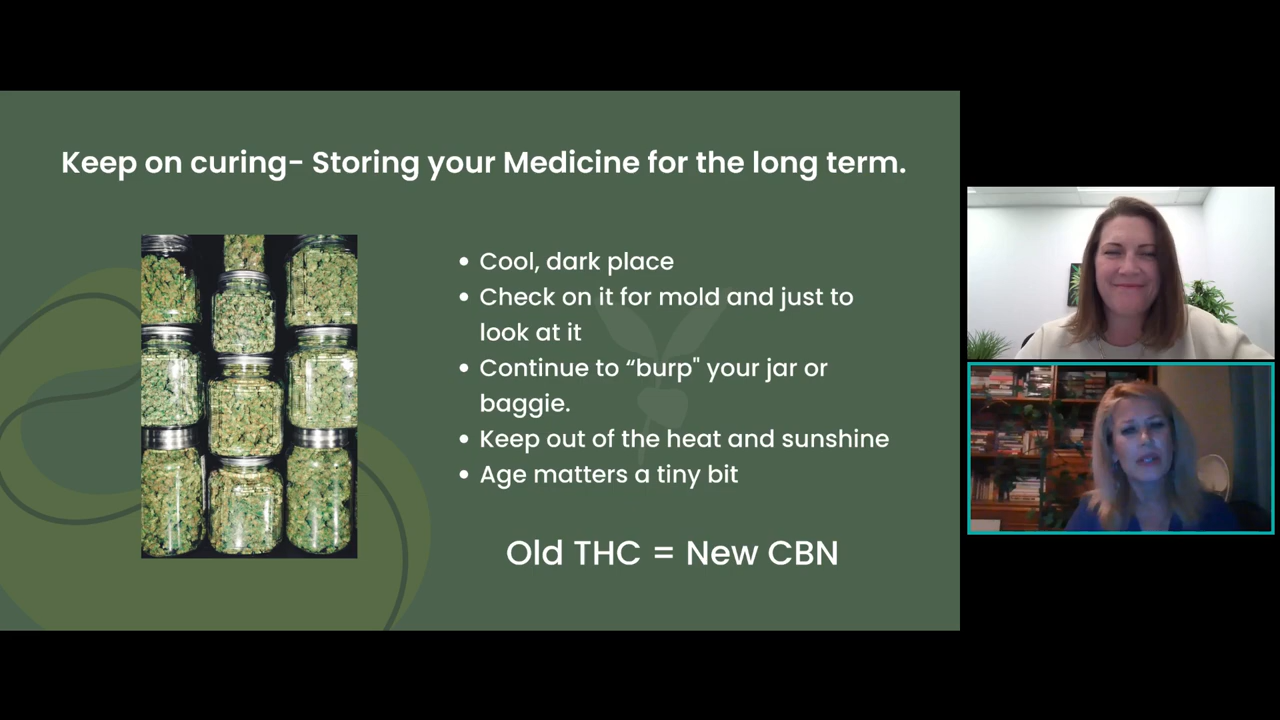 Keep on curing- Storing your Medicine for the long term.
• Cool, dark place
• Check on it for mold and just to
look at it
• Continue to “burp" your jar or
baggie.
• Keep out of the heat and sunshine
• Age matters a tiny bit
Old THC = New CBN